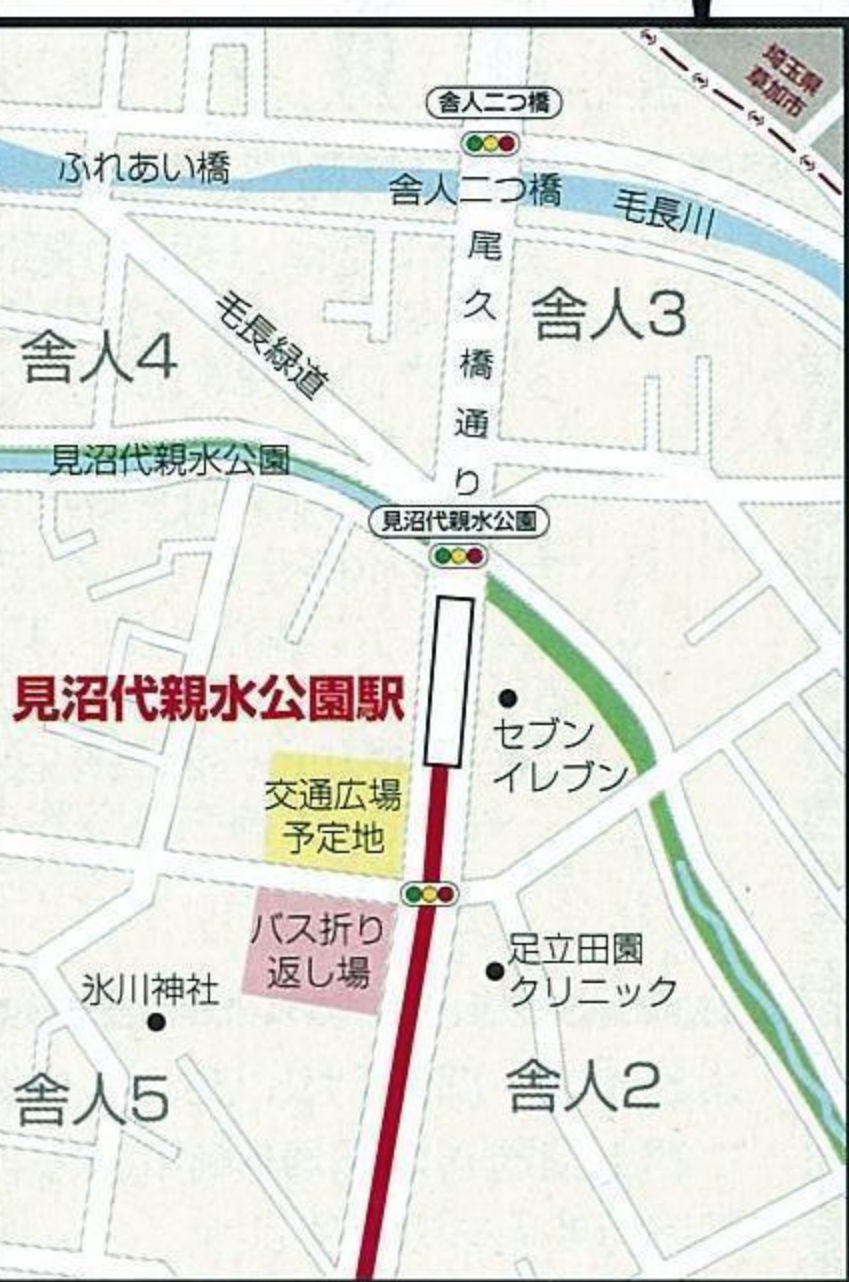 埼玉県
草加市
舎人二つ橋
ふれあい橋
舎人二つ橋
毛長川
尾久橋通り
舎人3
毛長緑道
舎人4
見沼代親水公園
見沼代親水公園
見沼代親水公園駅
セブン
イレブン
交通広場
予定地
バス折り
返し場
足立田園
クリニック
氷川神社
舎人5
舎人2